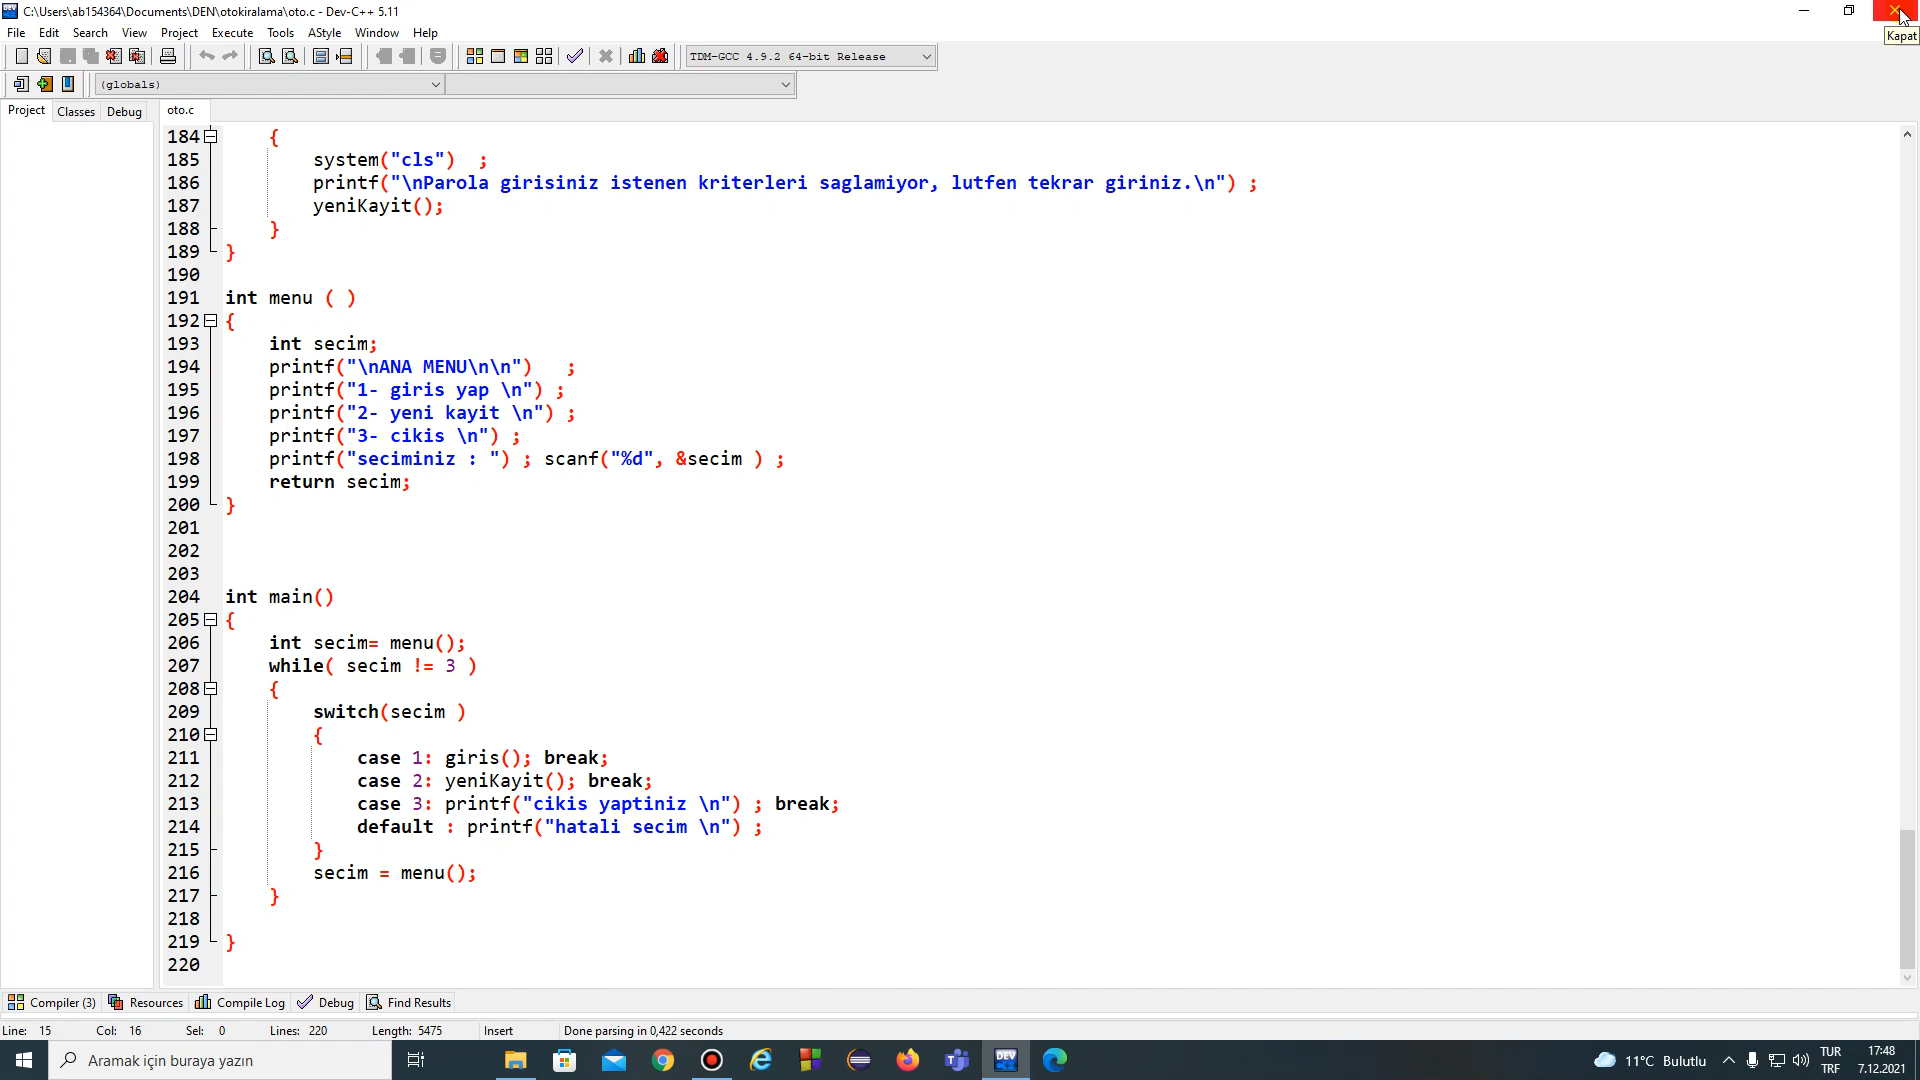 C:\Users\ab154364\Documents\DEN\otokiralama\oto.c - Dev-C++ 5.11
Kapat
File Edit Search View Project Execute Tools AStyle Window Help
TDM-GCC 4.9.2 64-bit Release
(globals)
Project Classes Debug
oto.c
184 {
185 system("cls") ;
186 printf("\nParola girisiniz istenen kriterleri saglamiyor, lutfen tekrar giriniz.\n") ;
187 yeniKayit();
188 }
189 }
190
191 int menu ( )
192 {
193 int secim;
194 printf("\nANA MENU\n\n") ;
195 printf("1- giris yap \n") ;
196 printf("2- yeni kayit \n") ;
197 printf("3- cikis \n") ;
198 printf("seciminiz : ") ; scanf("%d", &secim ) ;
199 return secim;
200 }
201
202
203
204 int main()
205 {
206 int secim= menu();
207 while( secim != 3 )
208 {
209 switch(secim )
210 {
211 case 1: giris(); break;
212 case 2: yeniKayit(); break;
213 case 3: printf("cikis yaptiniz \n") ; break;
214 default : printf("hatali secim \n") ;
215 }
216 secim = menu();
217 }
218
219 }
220
Compiler (3) Resources Compile Log Debug Find Results
Line: 15 Col: 16 Sel: 0 Lines: 220 Length: 5475 Insert Done parsing in 0,422 seconds
Aramak için buraya yazın
DEV
11°C Bulutlu
TUR
TRF
17:48
7.12.2021